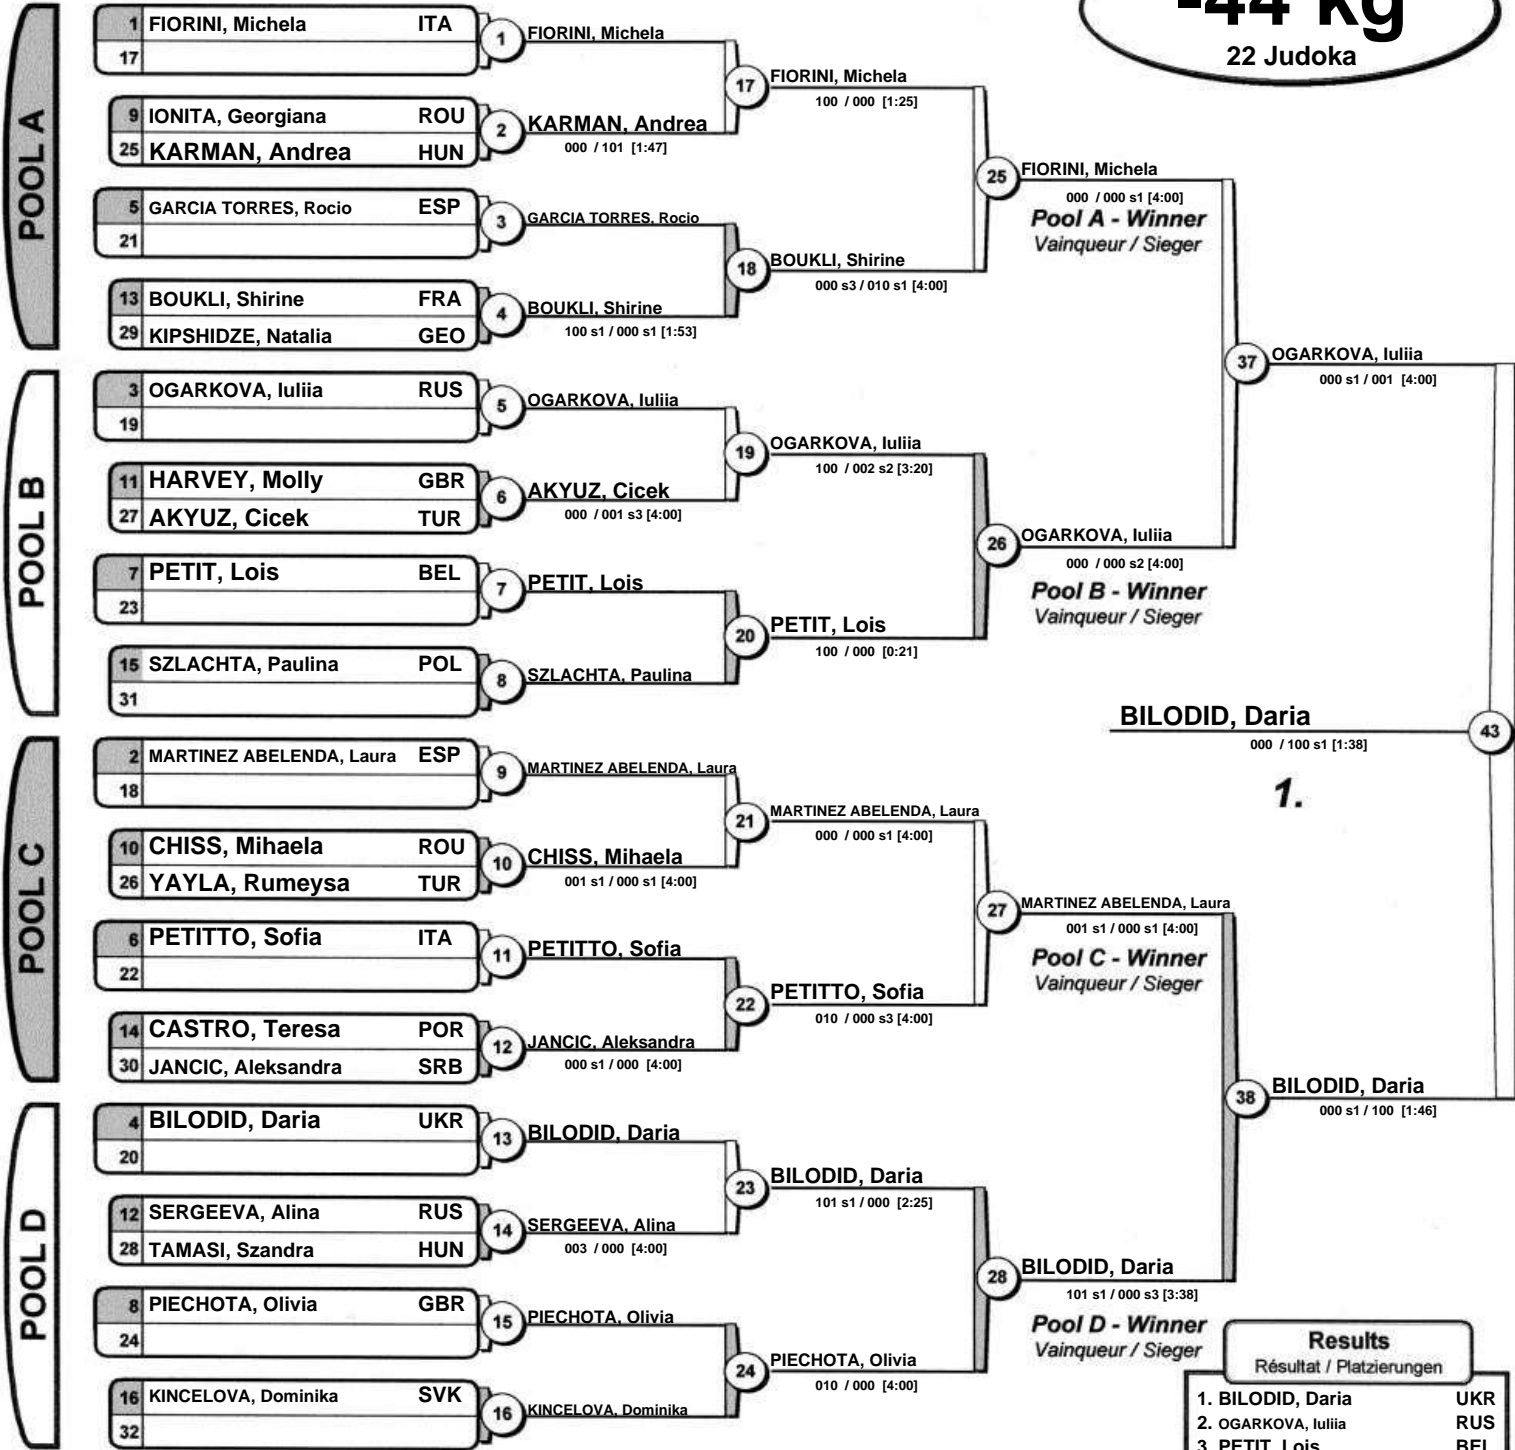 -44 kg
22 Judoka
POOL A
1 FIORINI, Michela ITA
17
9 IONITA, Georgiana ROU
25 KARMAN, Andrea HUN
5 GARCIA TORRES, Rocio ESP
21
13 BOUKLI, Shirine FRA
29 KIPSHIDZE, Natalia GEO
POOL B
3 OGARKOVA, Iuliia RUS
19
11 HARVEY, Molly GBR
27 AKYUZ, Cicek TUR
7 PETIT, Lois BEL
23
15 SZLACHTA, Paulina POL
31
POOL C
2 MARTINEZ ABELENDA, Laura ESP
18
10 CHISS, Mihaela ROU
26 YAYLA, Rumeysa TUR
6 PETITTO, Sofia ITA
22
14 CASTRO, Teresa POR
30 JANCIC, Aleksandra SRB
POOL D
4 BILODID, Daria UKR
20
12 SERGEEVA, Alina RUS
28 TAMASI, Szandra HUN
8 PIECHOTA, Olivia GBR
24
16 KINCELOVA, Dominika SVK
32
1 FIORINI, Michela
2 KARMAN, Andrea
000 / 101 [1:47]
3 GARCIA TORRES, Rocio
4 BOUKLI, Shirine
100 s1 / 000 s1 [1:53]
5 OGARKOVA, Iuliia
6 AKYUZ, Cicek
000 / 001 s3 [4:00]
7 PETIT, Lois
8 SZLACHTA, Paulina
9 MARTINEZ ABELENDA, Laura
10 CHISS, Mihaela
001 s1 / 000 s1 [4:00]
11 PETITTO, Sofia
12 JANCIC, Aleksandra
000 s1 / 000 [4:00]
13 BILODID, Daria
14 SERGEEVA, Alina
003 / 000 [4:00]
15 PIECHOTA, Olivia
16 KINCELOVA, Dominika
17 FIORINI, Michela
100 / 000 [1:25]
18 BOUKLI, Shirine
000 s3 / 010 s1 [4:00]
19 OGARKOVA, Iuliia
100 / 002 s2 [3:20]
20 PETIT, Lois
100 / 000 [0:21]
21 MARTINEZ ABELENDA, Laura
000 / 000 s1 [4:00]
22 PETITTO, Sofia
010 / 000 s3 [4:00]
23 BILODID, Daria
101 s1 / 000 [2:25]
24 PIECHOTA, Olivia
010 / 000 [4:00]
25 FIORINI, Michela
000 / 000 s1 [4:00]
Pool A - Winner
Vainqueur / Sieger
26 OGARKOVA, Iuliia
000 / 000 s2 [4:00]
Pool B - Winner
Vainqueur / Sieger
27 MARTINEZ ABELENDA, Laura
001 s1 / 000 s1 [4:00]
Pool C - Winner
Vainqueur / Sieger
28 BILODID, Daria
101 s1 / 000 s3 [3:38]
Pool D - Winner
Vainqueur / Sieger
37 OGARKOVA, Iuliia
000 s1 / 001 [4:00]
38 BILODID, Daria
000 s1 / 100 [1:46]
BILODID, Daria 43
000 / 100 s1 [1:38]
1.
Results
Résultat / Platzierungen
1. BILODID, Daria UKR
2. OGARKOVA, Iuliia RUS
3. PETIT, Lois BEL